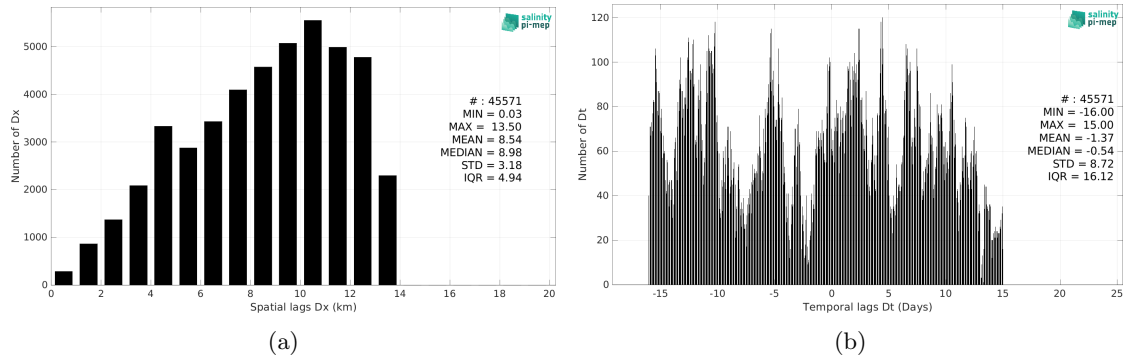 salinity
pi-mep
5000
4000
3000
2000
1000
0
Number of Dx
# : 45571
MIN = 0.03
MAX = 13.50
MEAN = 8.54
MEDIAN = 8.98
STD = 3.18
IQR = 4.94
0 2 4 6 8 10 12 14 16 18 20
Spatial lags Dx (km)
(a)
salinity
pi-mep
120
100
80
60
40
20
0
Number of Dt
# : 45571
MIN = -16.00
MAX = 15.00
MEAN = -1.37
MEDIAN = -0.54
STD = 8.72
IQR = 16.12
-15 -10 -5 0 5 10 15 20 25
Temporal lags Dt (Days)
(b)